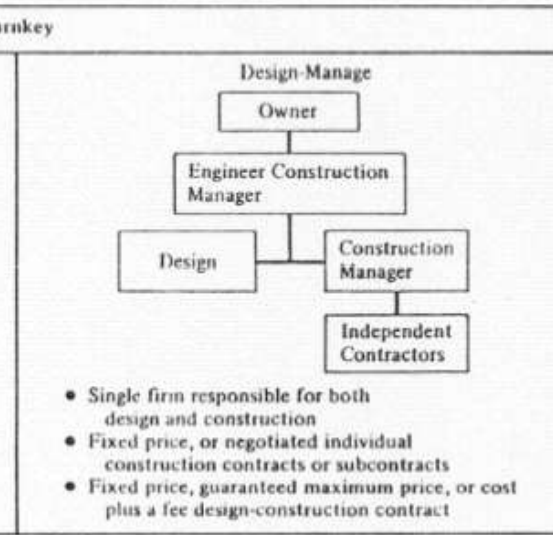 Design-Manage
Owner
Engineer Construction
Manager
Design
Construction
Manager
Independent
Contractors
• Single firm responsible for both
design and construction
• Fixed price, or negotiated individual
construction contracts or subcontracts
• Fixed price, guaranteed maximum price, or cost
plus a fee design-construction contract